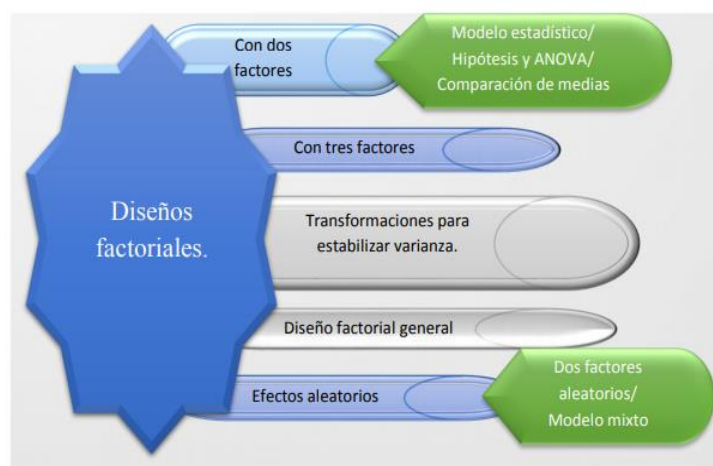 Diseños
factoriales.
Con dos
factores
Modelo estadístico/
Hipótesis y ANOVA/
Comparación de medias
Con tres factores
Transformaciones para
estabilizar varianza.
Diseño factorial general
Efectos aleatorios
Dos factores
aleatorios/
Modelo mixto